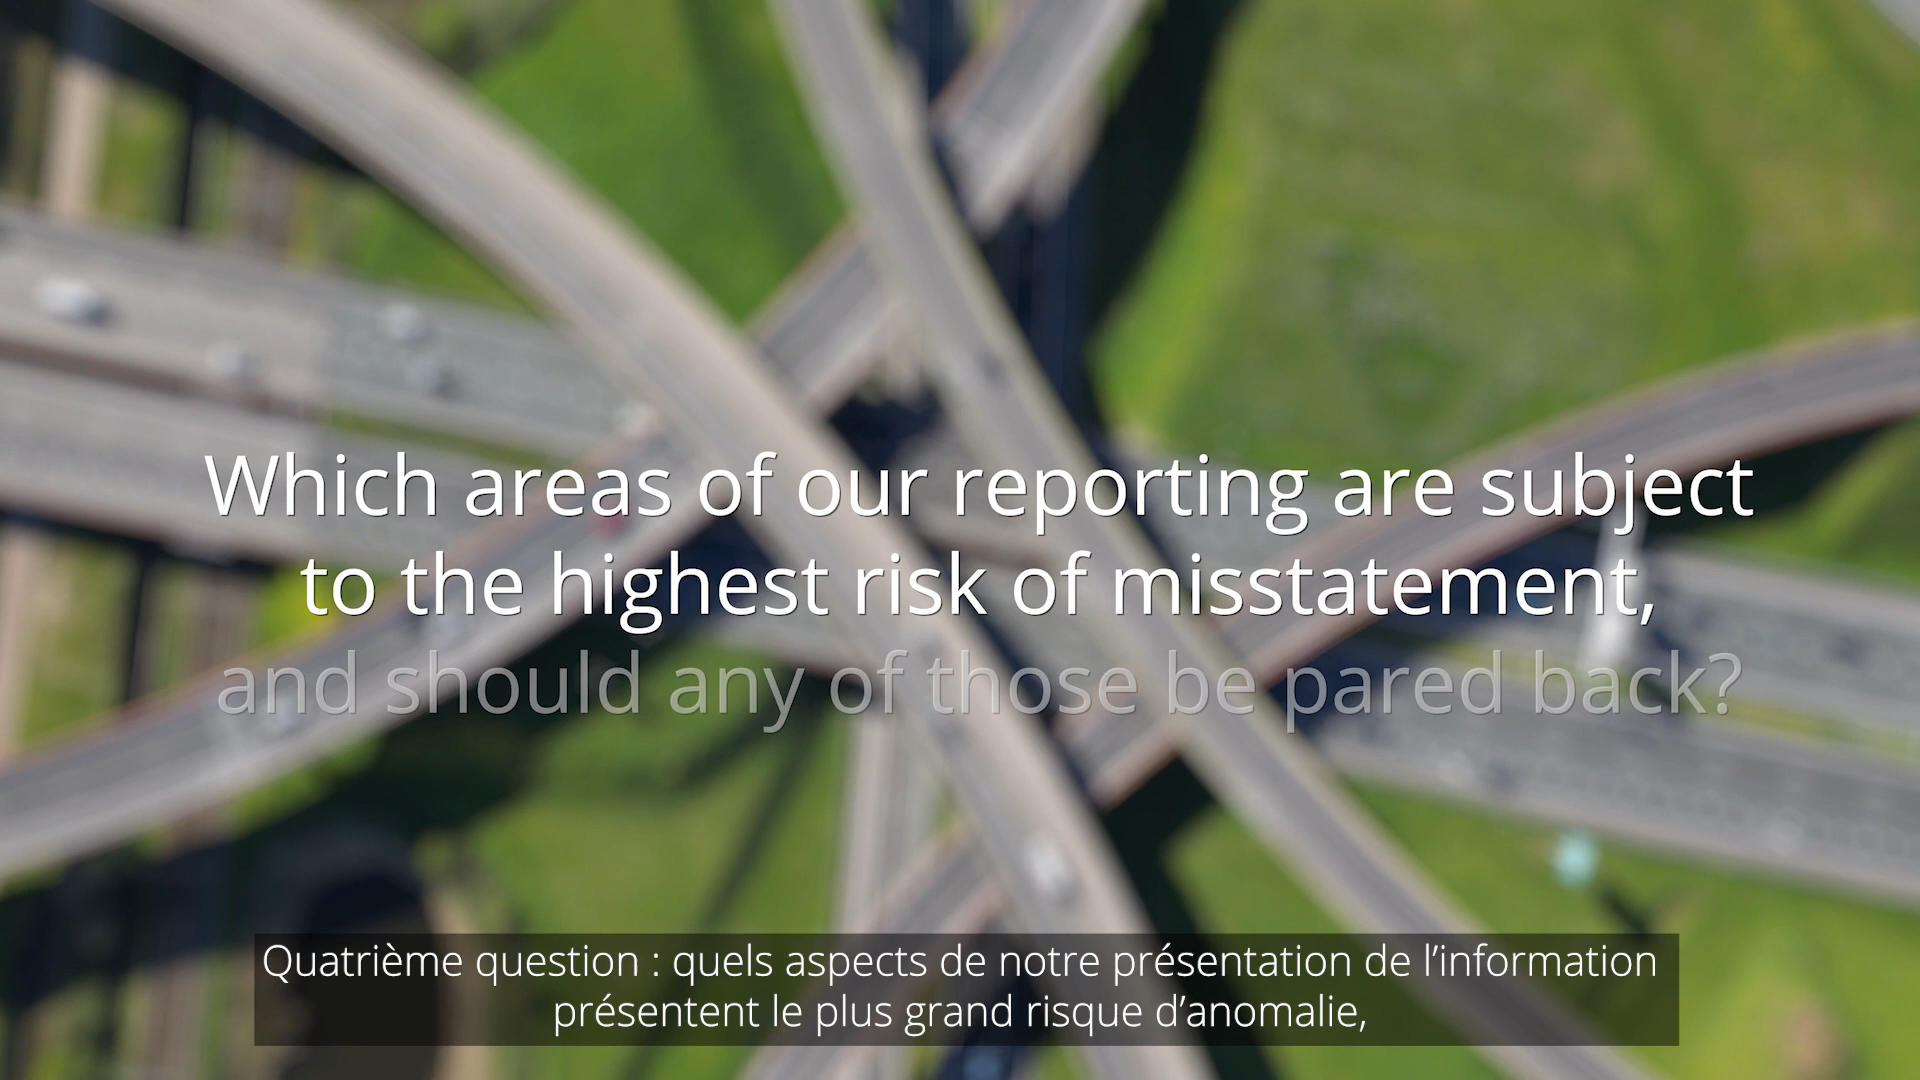 Which areas of our reporting are subject
to the highest risk of misstatement,
and should any of those be pared back?
Quatrième question : quels aspects de notre présentation de l’information
présentent le plus grand risque d’anomalie,